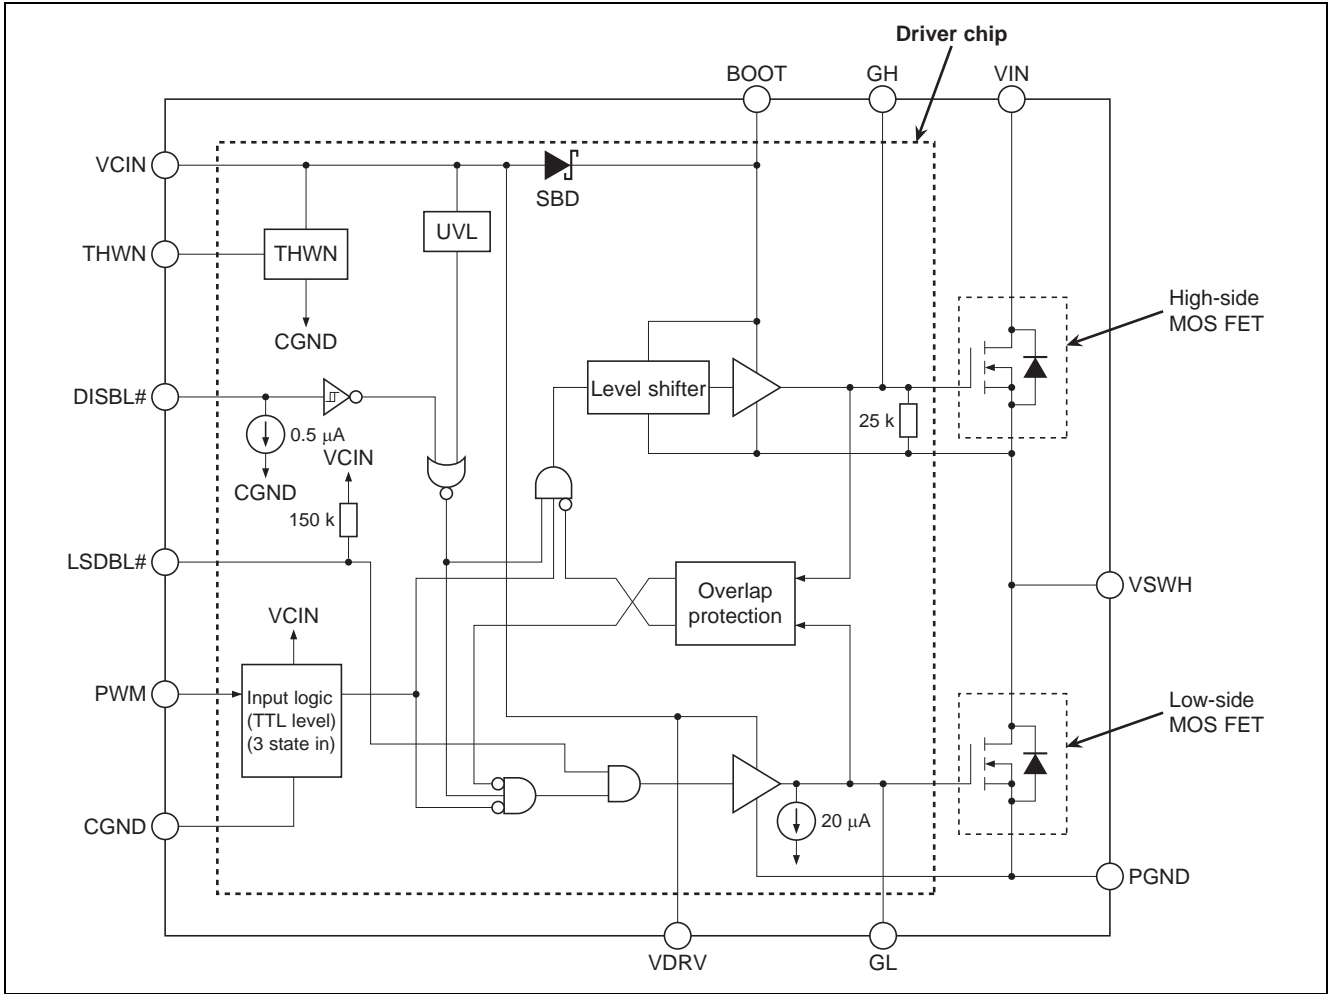 Driver chip
BOOT
GH
VIN
VCIN
SBD
UVL
THWN
THWN
CGND
High-side
MOS FET
Level shifter
DISBL#
0.5 μA
25 k
VCIN
CGND
150 k
LSDBL#
Overlap
protection
VSWH
VCIN
PWM
Input logic
(TTL level)
(3 state in)
Low-side
MOS FET
20 μA
CGND
PGND
VDRV
GL